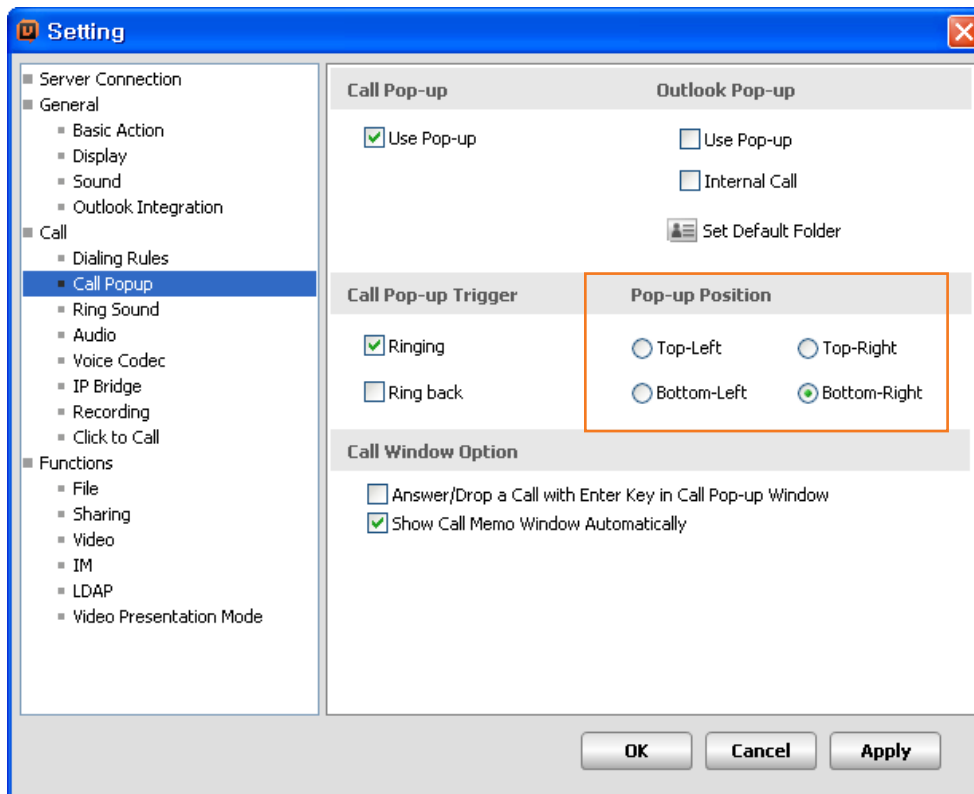 Setting
Server Connection
General
Basic Action
Display
Sound
Outlook Integration
Call
Dialing Rules
Call Popup
Ring Sound
Audio
Voice Codec
IP Bridge
Recording
Click to Call
Functions
File
Sharing
Video
IM
LDAP
Video Presentation Mode
Call Pop-up Outlook Pop-up
Use Pop-up Use Pop-up
Internal Call
Set Default Folder
Call Pop-up Trigger Pop-up Position
Ringing Top-Left Top-Right
Ring back Bottom-Left Bottom-Right
Call Window Option
Answer/Drop a Call with Enter Key in Call Pop-up Window
Show Call Memo Window Automatically
OK Cancel Apply